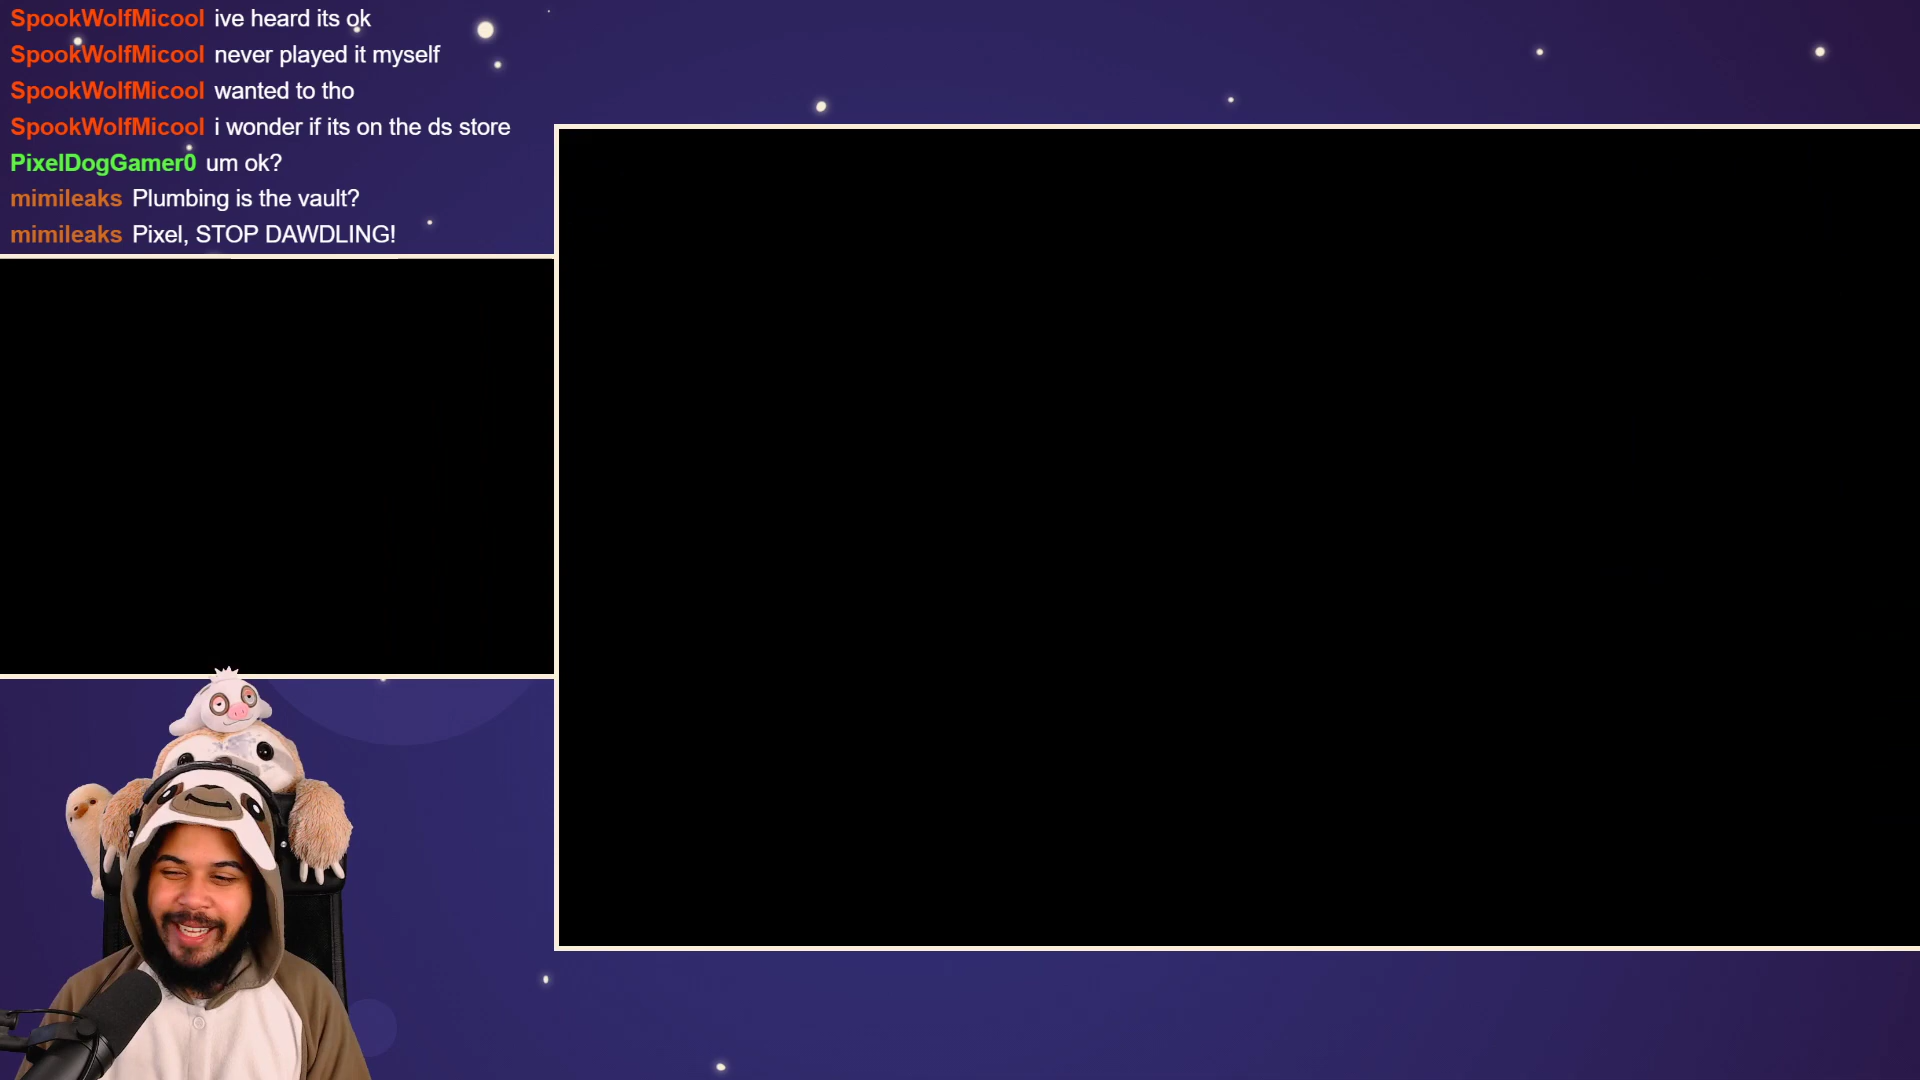 SpookWolfMicool ive heard its ok
SpookWolfMicool never played it myself
SpookWolfMicool wanted to tho
SpookWolfMicool i wonder if its on the ds store
PixelDogGamer0 um ok?
mimileaks Plumbing is the vault?
mimileaks Pixel, STOP DAWDLING!